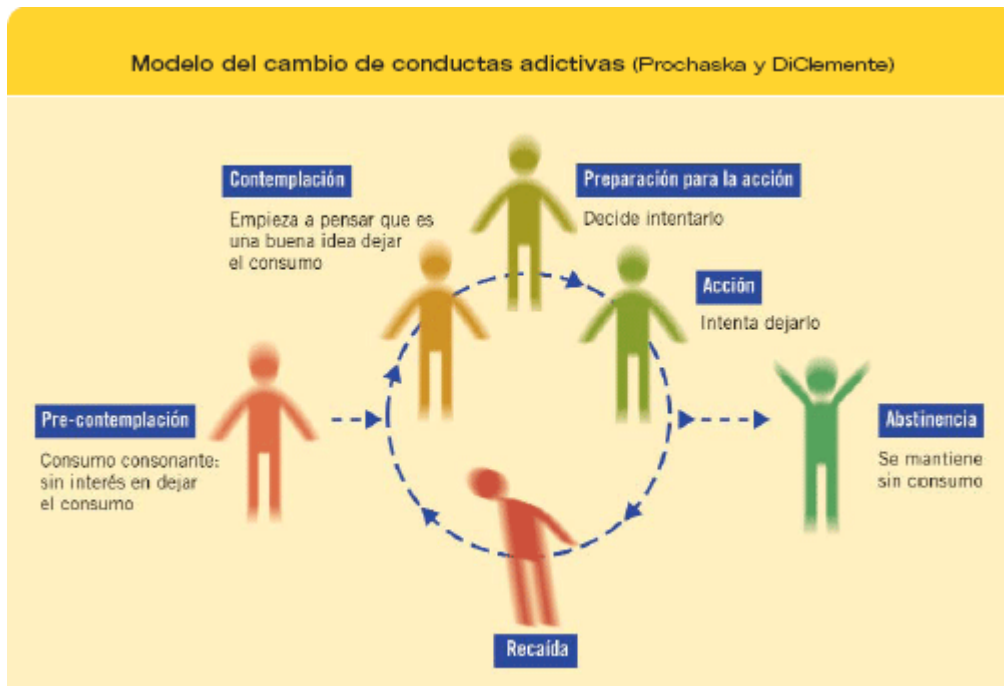 Modelo del cambio de conductas adictivas (Prochaska y DiClemente)
Contemplación
Empieza a pensar que es
una buena idea dejar
el consumo
Preparación para la acción
Decide intentarlo
Acción
Intenta dejarlo
Pre-contemplación
Consumo consonante:
sin interés en dejar
el consumo
Abstinencia
Se mantiene
sin consumo
Recaída